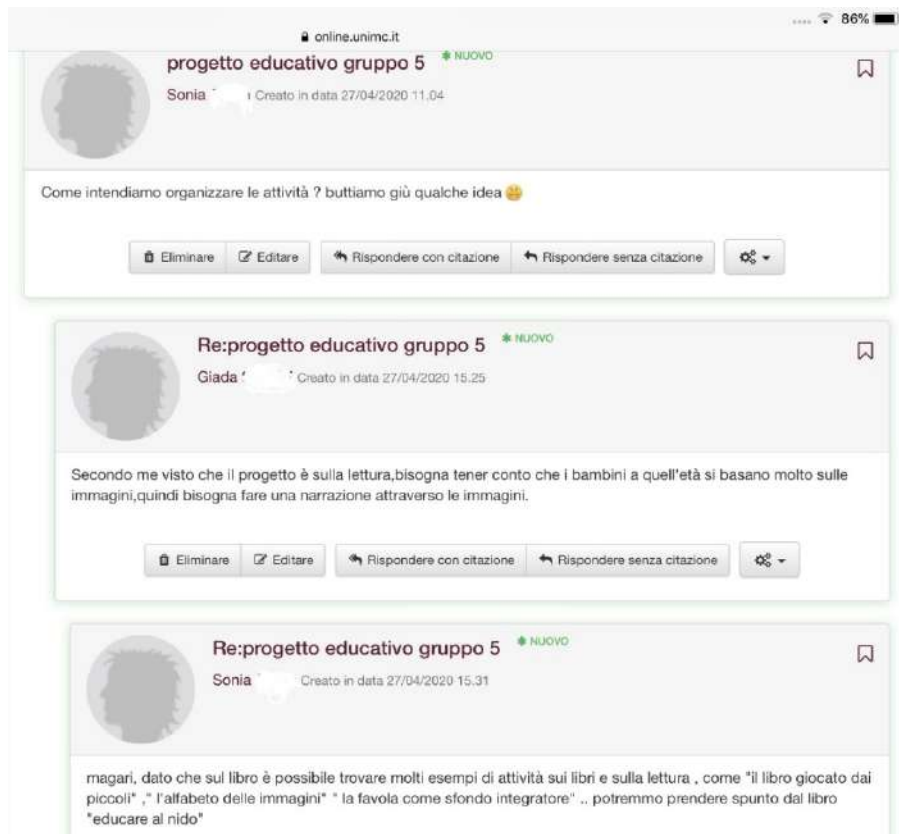 86%
online.unimc.it
progetto educativo gruppo 5 NUOVO
Sonia Creato in data 27/04/2020 11.04
Come intendiamo organizzare le attività ? buttiamo giù qualche idea
Eliminare Editare Rispondere con citazione Rispondere senza citazione
Re:progetto educativo gruppo 5 NUOVO
Giada Creato in data 27/04/2020 15.25
Secondo me visto che il progetto è sulla lettura,bisogna tener conto che i bambini a quell'età si basano molto sulle
immagini,quindi bisogna fare una narrazione attraverso le immagini.
Eliminare Editare Rispondere con citazione Rispondere senza citazione
Re:progetto educativo gruppo 5 NUOVO
Sonia Creato in data 27/04/2020 15.31
magari, dato che sul libro è possibile trovare molti esempi di attività sui libri e sulla lettura , come "il libro giocato dai
piccoli" ," l'alfabeto delle immagini" " la favola come sfondo integratore" .. potremmo prendere spunto dal libro
"educare al nido"